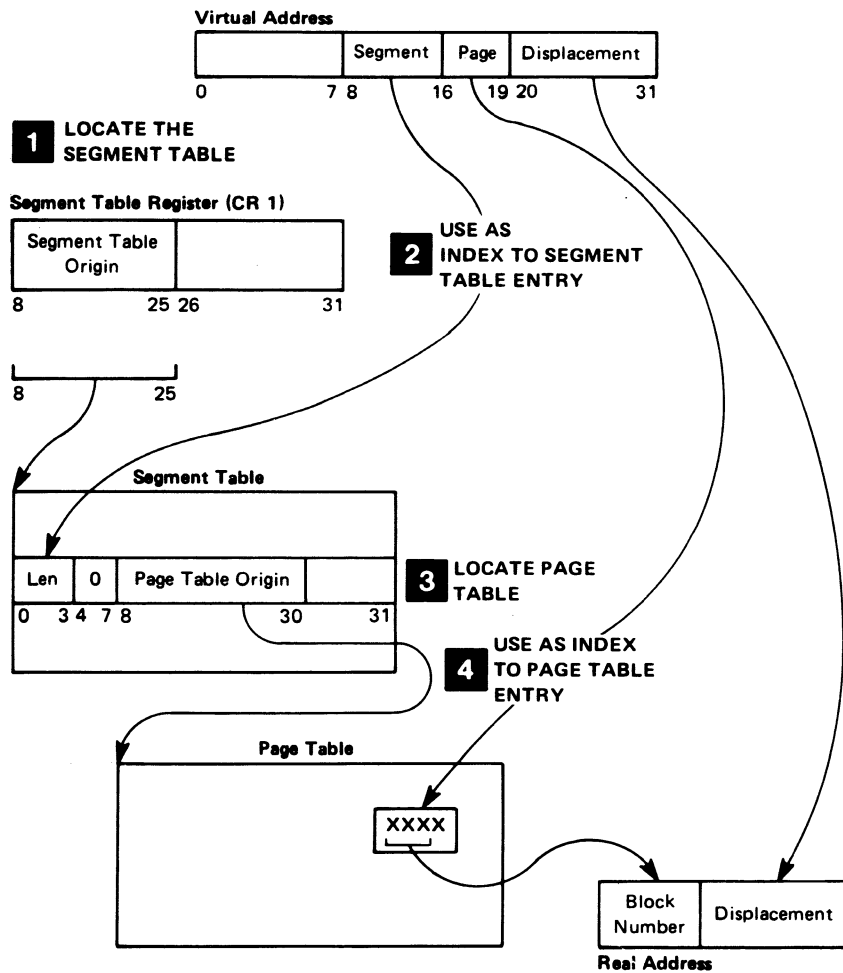 Virtual Address
Segment Page Displacement
0 7 8 16 19 20 31
1 LOCATE THE
SEGMENT TABLE
Segment Table Register (CR 1)
Segment Table
Origin
8 25 26 31
2 USE AS
INDEX TO SEGMENT
TABLE ENTRY
8 25
Segment Table
Len 0 Page Table Origin
0 3 4 7 8 30 31
3 LOCATE PAGE
TABLE
4 USE AS INDEX
TO PAGE TABLE
ENTRY
Page Table
XXXX
Block
Number
Displacement
Real Address